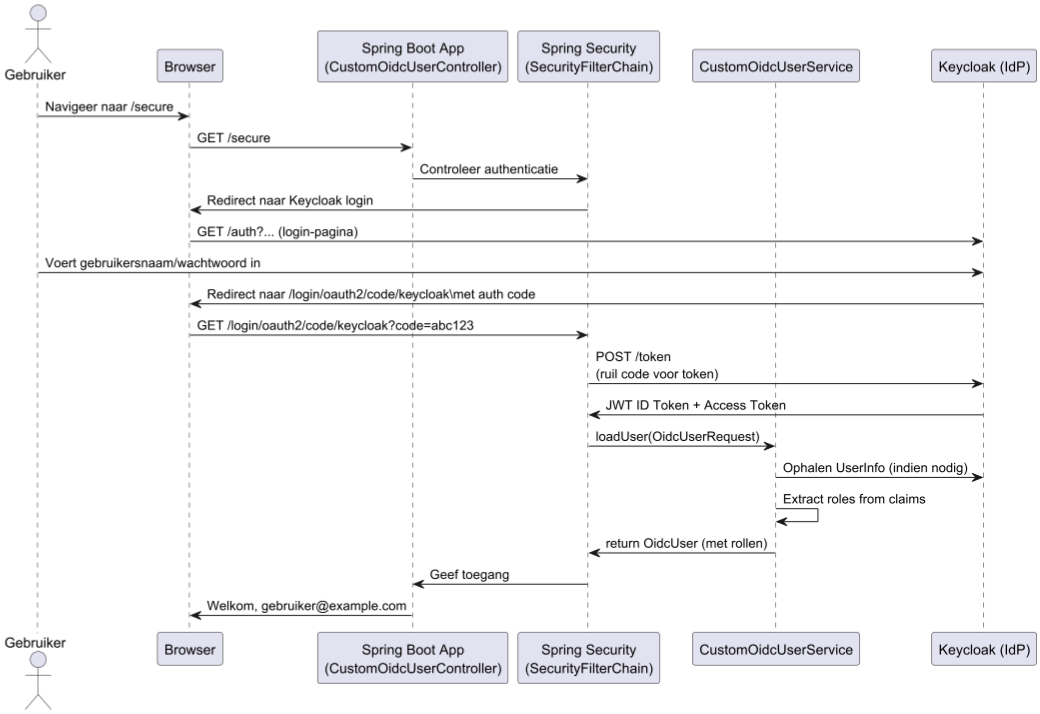 Gebruiker
Browser
Spring Boot App
(CustomOidcUserController)
Spring Security
(SecurityFilterChain)
CustomOidcUserService
Keycloak (IdP)
Navigeer naar /secure
GET /secure
Controleer authenticatie
Redirect naar Keycloak login
GET /auth?... (login-pagina)
Voert gebruikersnaam/wachtwoord in
Redirect naar /login/oauth2/code/keycloak\met auth code
GET /login/oauth2/code/keycloak?code=abc123
POST /token
(ruil code voor token)
JWT ID Token + Access Token
loadUser(OidcUserRequest)
Ophalen UserInfo (indien nodig)
Extract roles from claims
return OidcUser (met rollen)
Geef toegang
Welkom, gebruiker@example.com
Gebruiker
Browser
Spring Boot App
(CustomOidcUserController)
Spring Security
(SecurityFilterChain)
CustomOidcUserService
Keycloak (IdP)